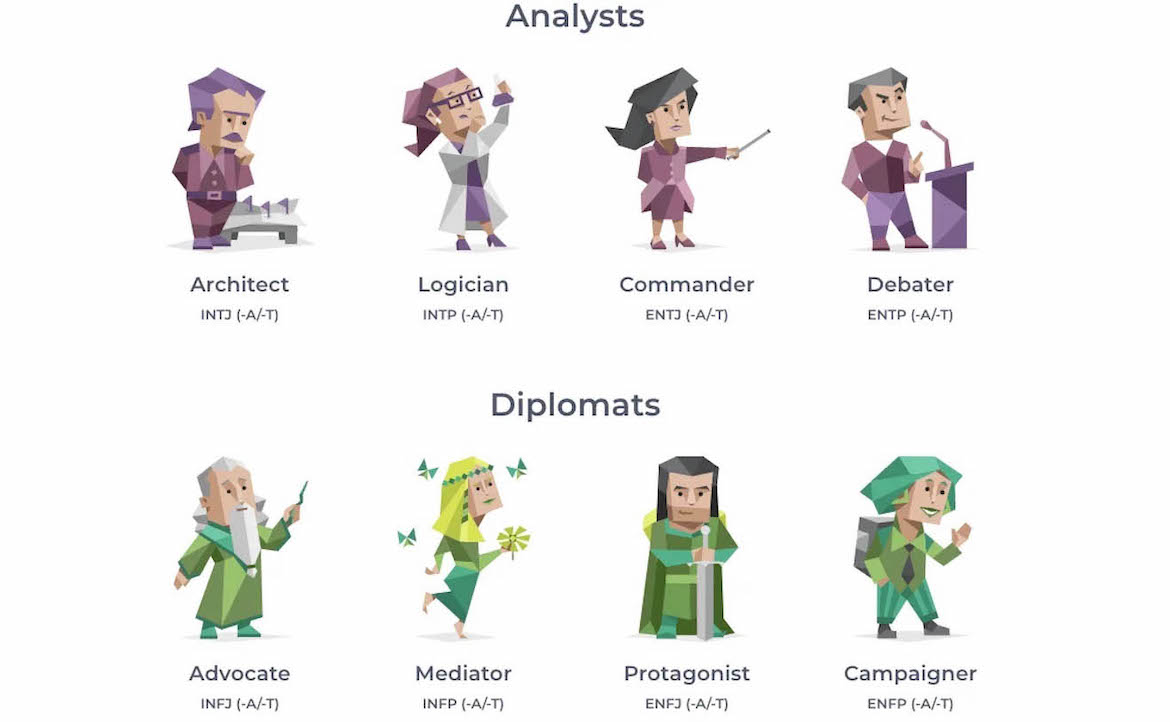 Analysts
Architect
INTJ (-A/-T)
Logician
INTP (-A/-T)
Commander
ENTJ (-A/-T)
Debater
ENTP (-A/-T)
Diplomats
Advocate
INFJ (-A/-T)
Mediator
INFP (-A/-T)
Protagonist
ENFJ (-A/-T)
Campaigner
ENFP (-A/-T)